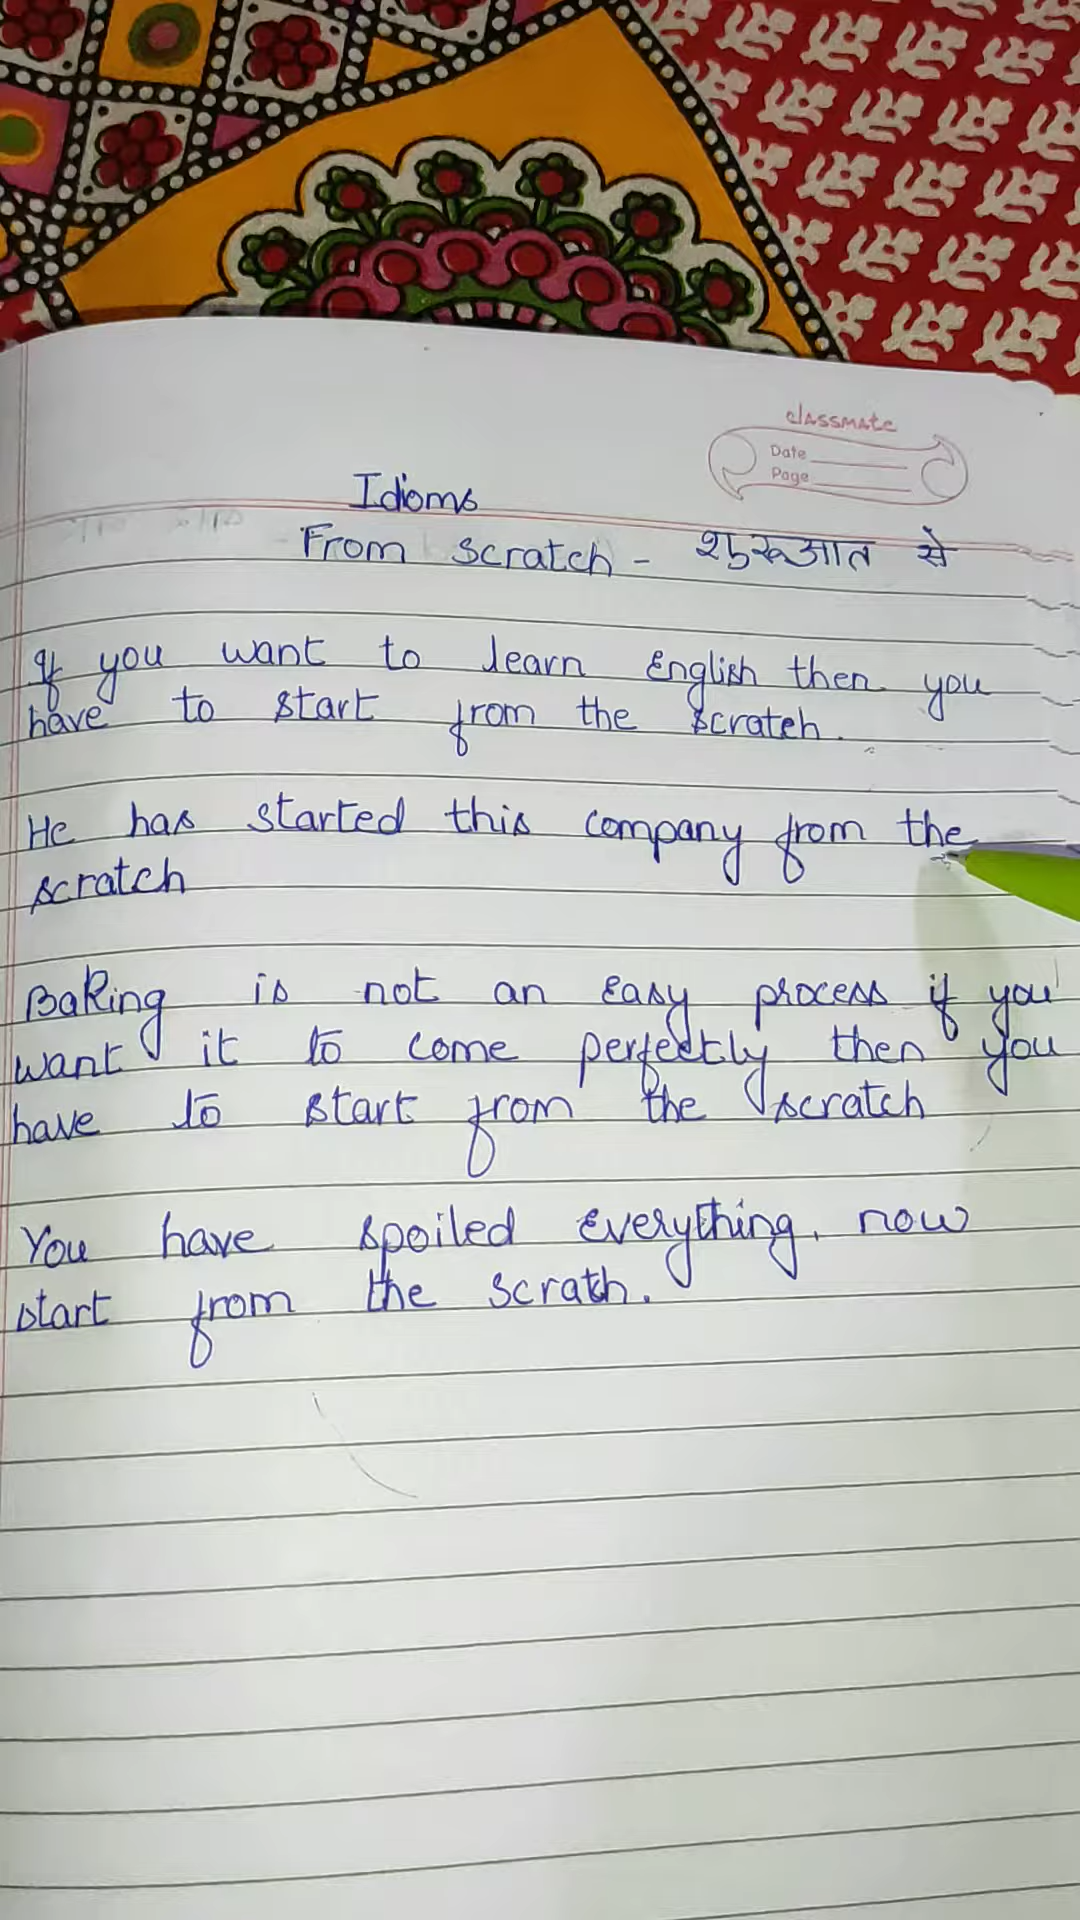 classmate
Date
Page
Idioms
From scratch - शुरूआत से
If you want to learn English then you
have to start from the scratch.
He has started this company from the
scratch
Baking is not an easy process if you
want it to come perfectly then you
have to start from the scratch
You have spoiled everything. now
start from the scrath.